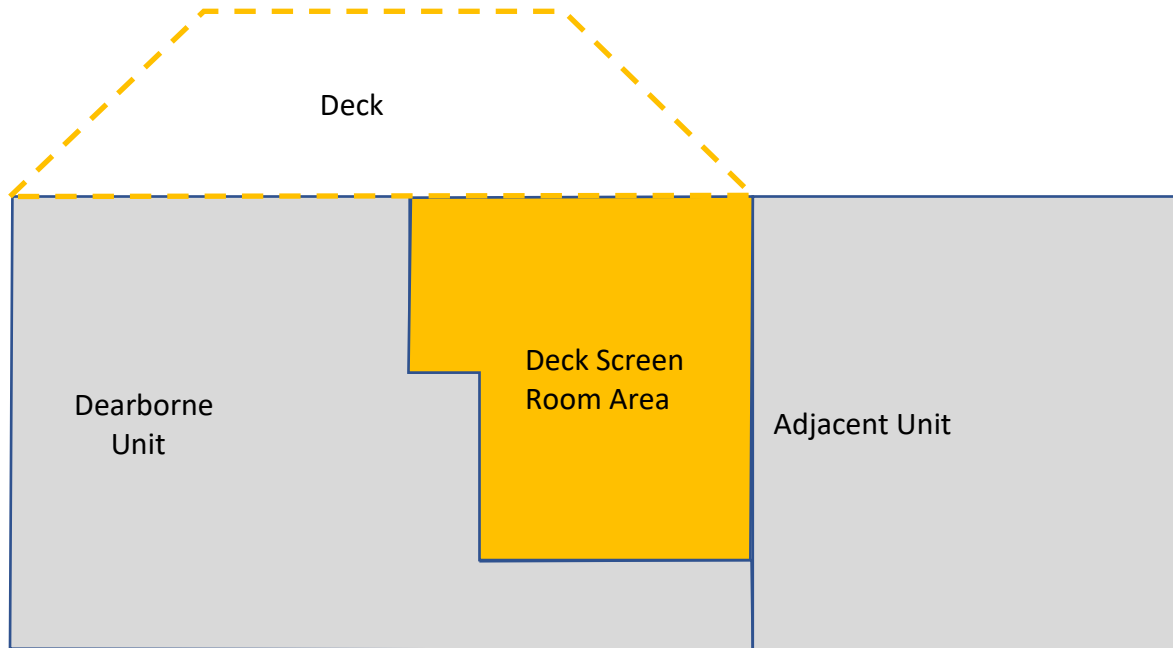 Deck
Deck Screen
Room Area
Dearborne
Unit
Adjacent Unit